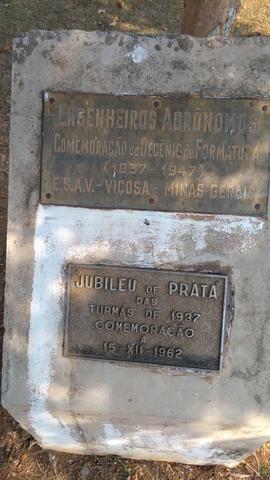 ENGENHEIROS AGRÔNOMOS
COMEMORAÇÃO DO DECÊNIO DE FORMATURA
(1937-1947)
E.S.A.V. - VIÇOSA - MINAS GERAIS
"JUBILEU DE PRATA"
DAS
TURMAS DE 1937
COMEMORAÇÃO
A
15-XII-1962